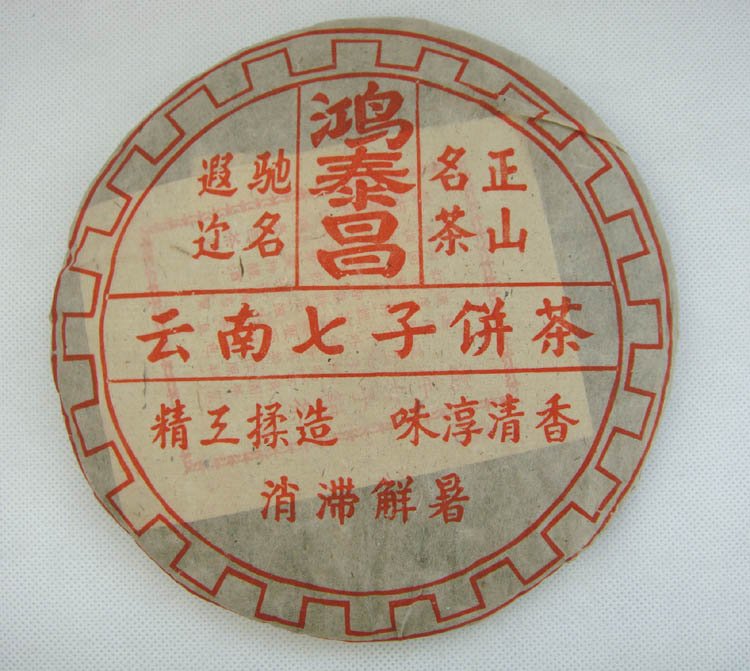 鸿泰昌
正山
名茶
驰名
遐迩
云南七子饼茶
精工揉造 味淳清香
消滞解暑